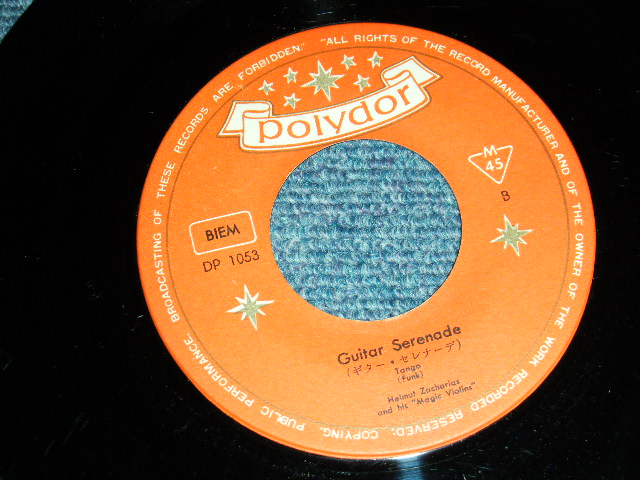 "ALL RIGHTS OF THE RECORD MANUFACTURER AND OF THE OWNER OF THE WORK RECORDED RESERVED; COPYING, PUBLIC PERFORMANCE, BROADCASTING OF THESE RECORDS ARE FORBIDDEN."
polydor
M
45
B
BIEM
DP 1053
Guitar Serenade
(ギター・セレナーデ)
Tango
(Funk)
Helmut Zacharias
and his "Magic Violins"